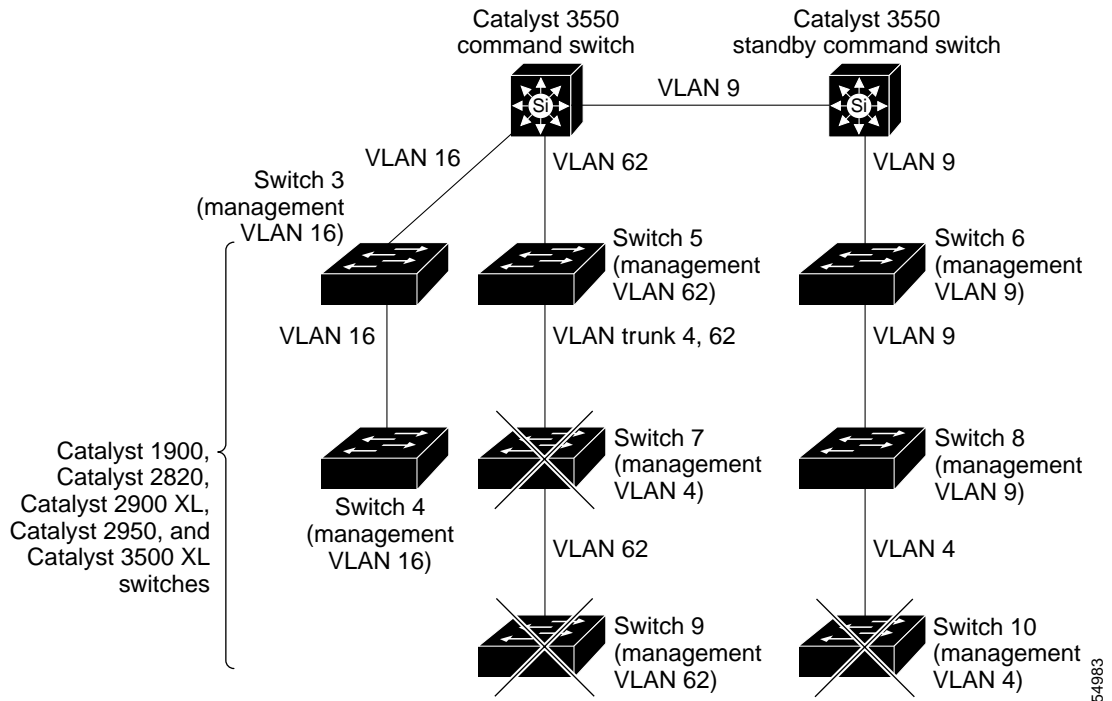 Catalyst 3550
command switch
Catalyst 3550
standby command switch
Si
VLAN 9
Si
VLAN 16
VLAN 62
VLAN 9
Switch 3
(management
VLAN 16)
Switch 5
(management
VLAN 62)
Switch 6
(management
VLAN 9)
VLAN 16
VLAN trunk 4, 62
VLAN 9
Catalyst 1900,
Catalyst 2820,
Catalyst 2900 XL,
Catalyst 2950, and
Catalyst 3500 XL
switches
Switch 4
(management
VLAN 16)
Switch 7
(management
VLAN 4)
Switch 8
(management
VLAN 9)
VLAN 62
VLAN 4
Switch 9
(management
VLAN 62)
Switch 10
(management
VLAN 4)
54983